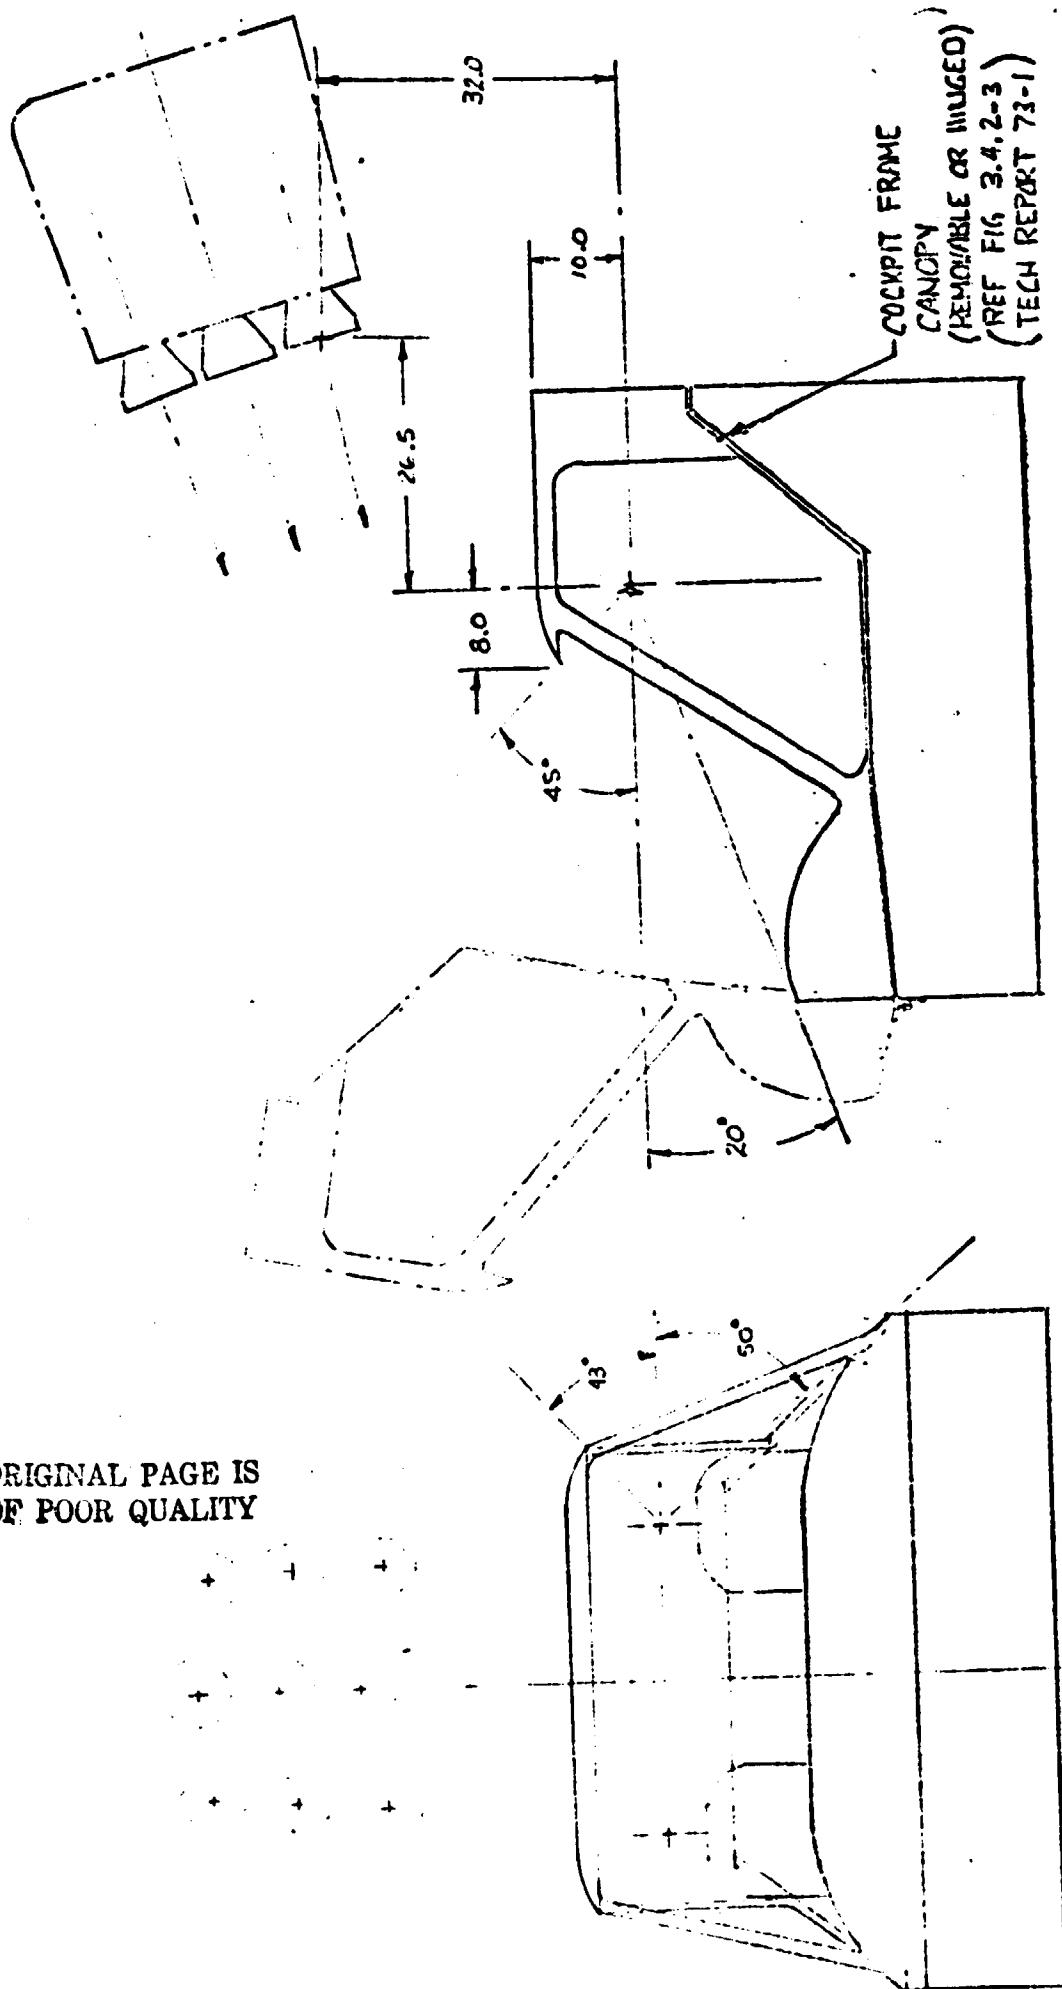 32.0
10.0
26.5
8.0
45°
20°
COCKPIT FRAME
CANOPY
(REMOVABLE OR HINGED)
(REF FIG 3.4.2-3)
(TECH REPORT 73-1)
43°
50°
ORIGINAL PAGE IS
OF POOR QUALITY